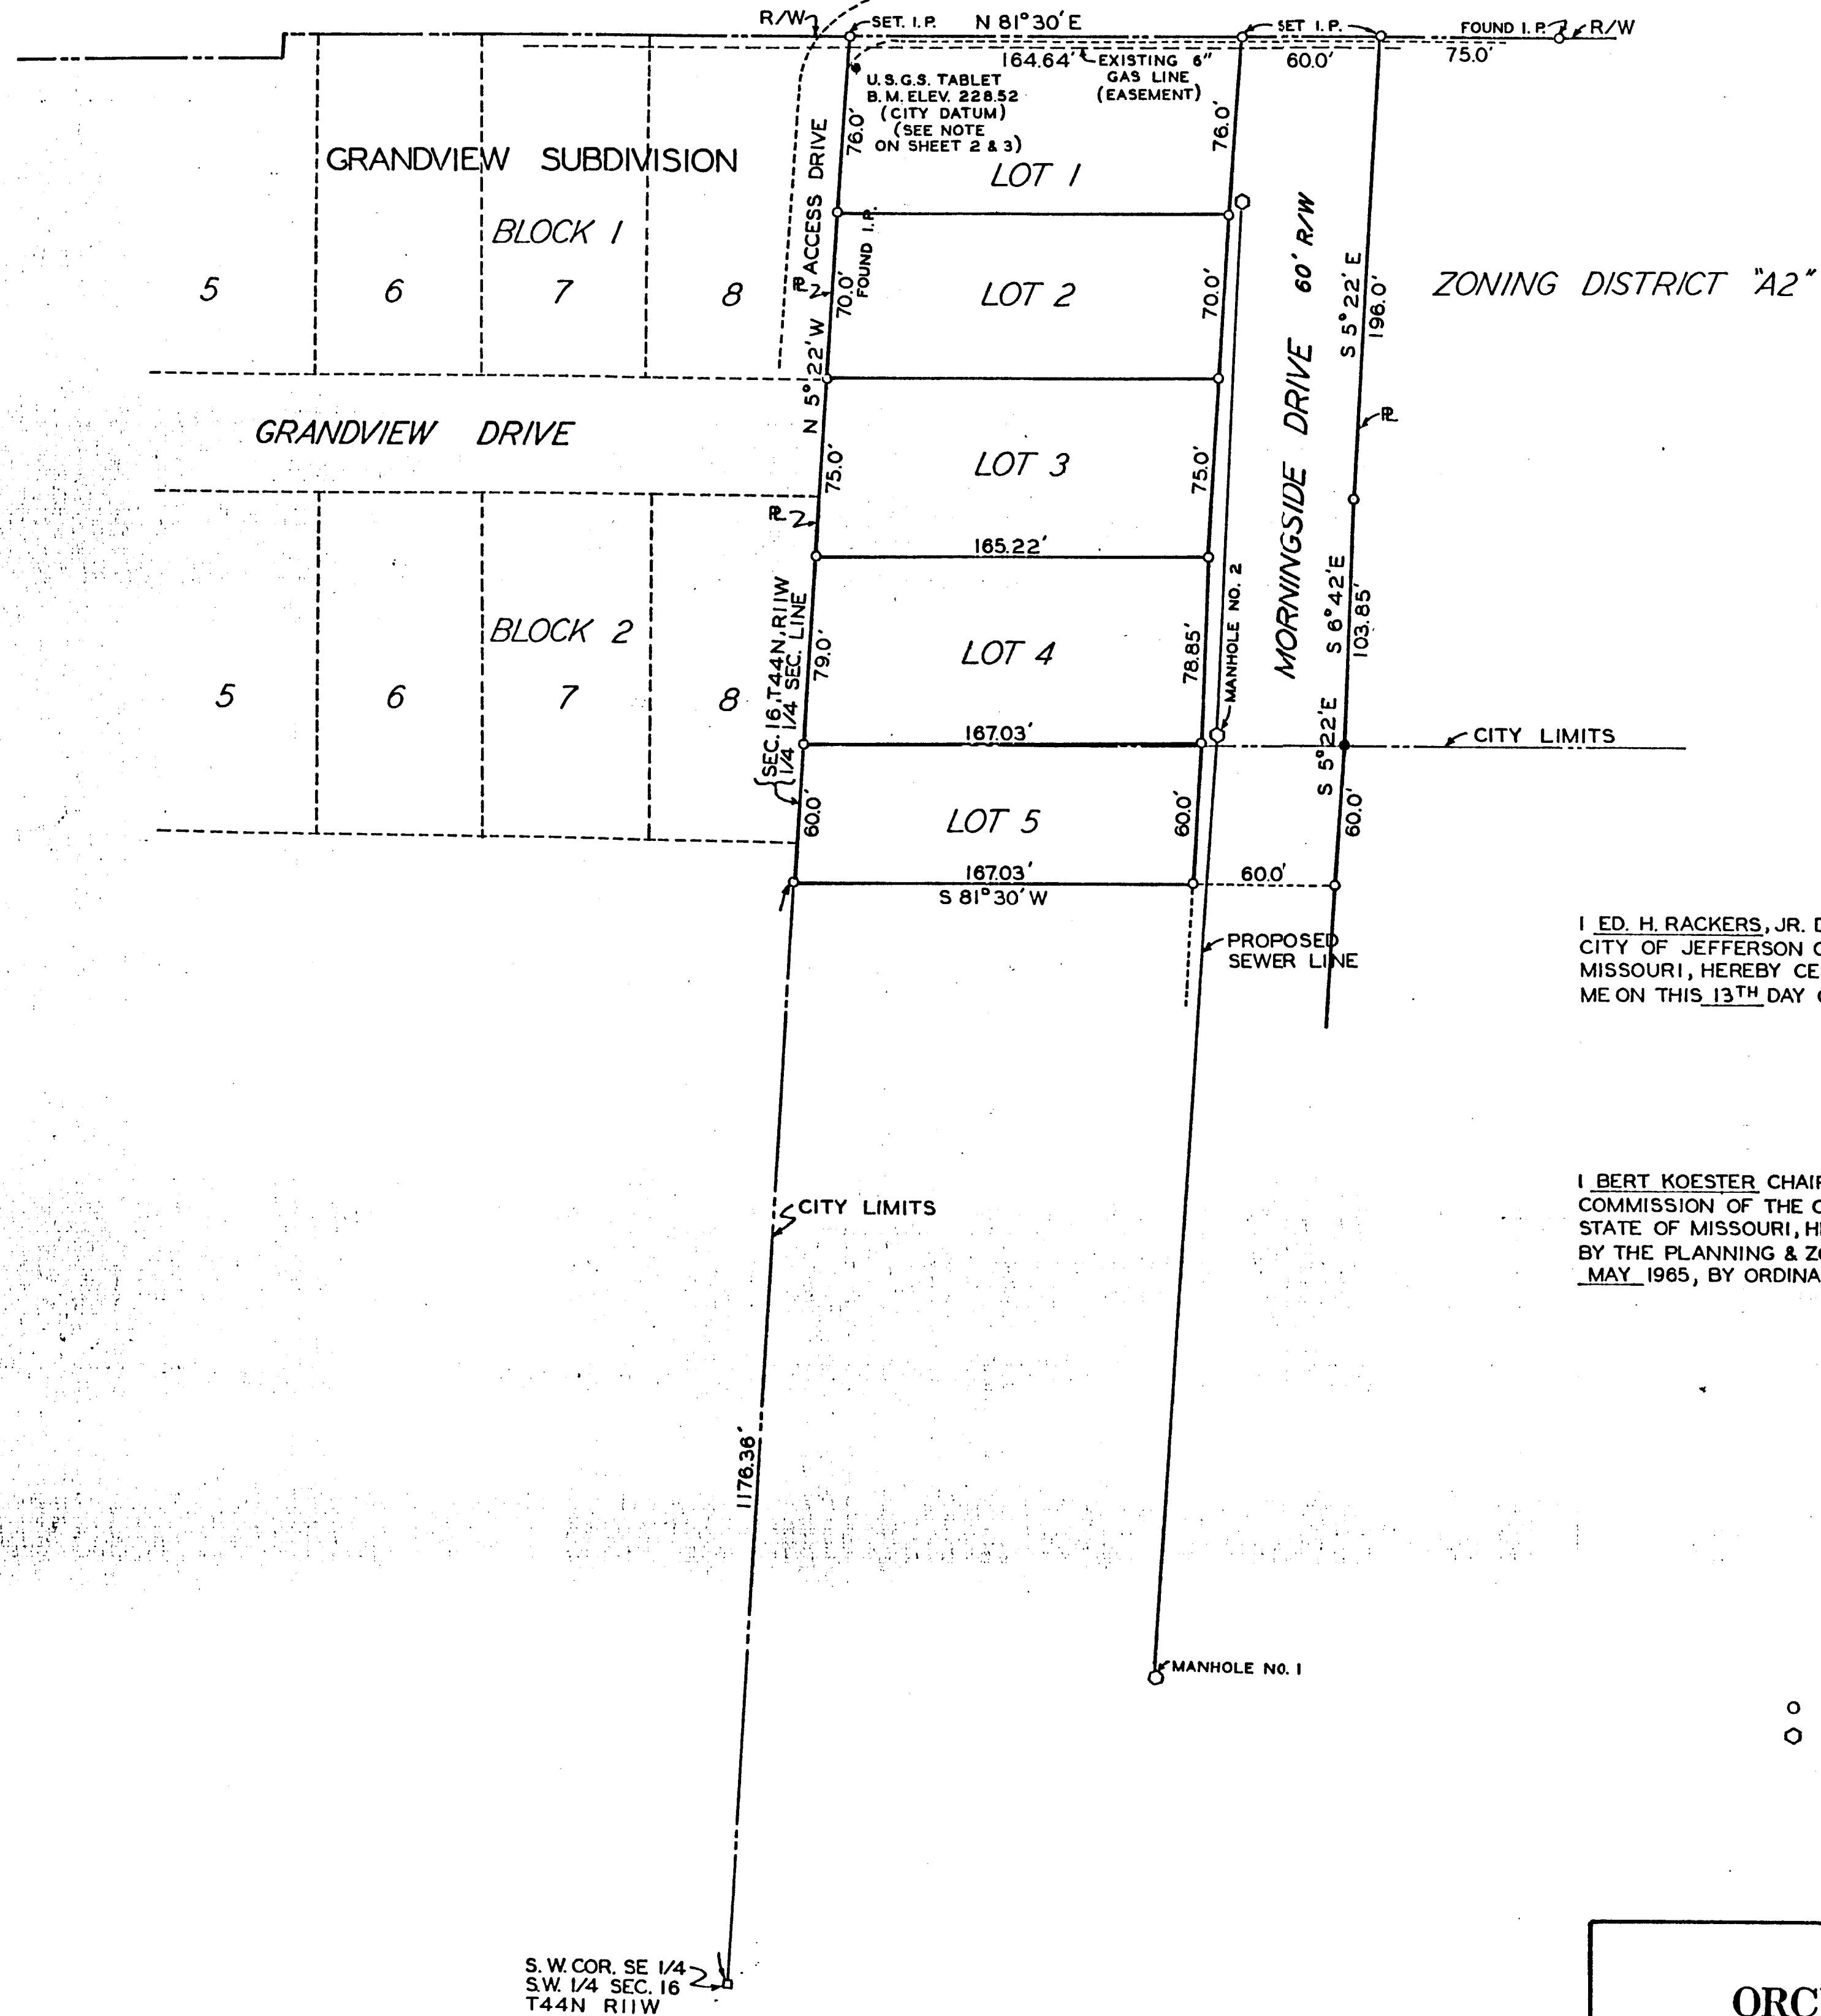 R/W
SET. I.P.
N 81°30'E
SET I.P.
FOUND I.P.
R/W
164.64'
EXISTING 6"
GAS LINE
(EASEMENT)
60.0'
75.0'
U.S.G.S. TABLET
B.M. ELEV. 228.52
(CITY DATUM)
(SEE NOTE
ON SHEET 2 & 3)
76.0'
76.0'
ACCESS DRIVE
GRANDVIEW SUBDIVISION
LOT 1
BLOCK 1
FOUND I.P.
5
6
7
8
PL
70.0'
LOT 2
70.0'
MORNINGSIDE DRIVE 60' R/W
S 5°22'E
196.0'
ZONING DISTRICT "A2"
N 5°22'W
PL
GRANDVIEW DRIVE
75.0'
LOT 3
75.0'
PL
165.22'
MANHOLE NO. 2
S 6°42'E
103.85'
SEC. 16, T44N, R11W
1/4 1/4 SEC. LINE
BLOCK 2
79.0'
LOT 4
78.85'
5
6
7
8
167.03'
S 5°22'E
CITY LIMITS
60.0'
LOT 5
60.0'
60.0'
167.03'
60.0'
S 81°30'W
PROPOSED
SEWER LINE
I ED. H. RACKERS, JR. D
CITY OF JEFFERSON C
MISSOURI, HEREBY CE
ME ON THIS 13TH DAY
I BERT KOESTER CHAI
COMMISSION OF THE C
STATE OF MISSOURI, H
BY THE PLANNING & Z
MAY 1965, BY ORDINA
CITY LIMITS
1176.36'
MANHOLE NO. 1
S.W. COR. SE 1/4
S.W. 1/4 SEC. 16
T44N R11W
ORC